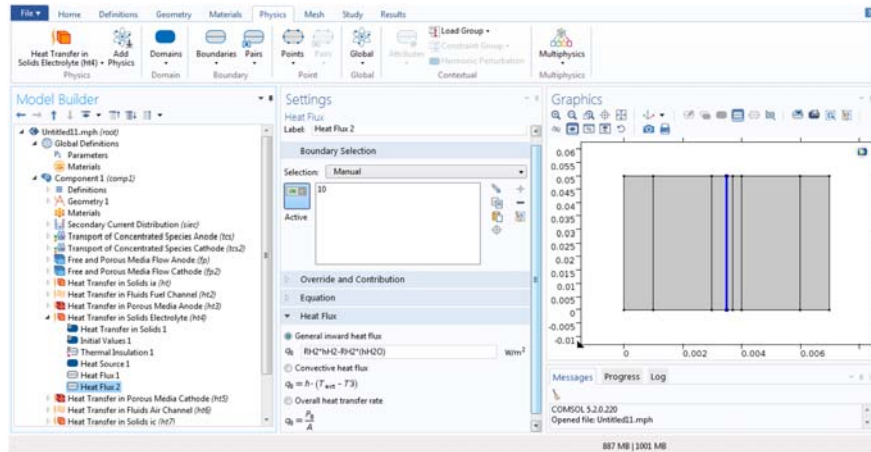 File Home Definitions Geometry Materials Physics Mesh Study Results
Heat Transfer in Solids Electrolyte (ht4) Add Physics Domains Boundaries Pairs Points Pairs Global Attributes Load Group Constraint Group Harmonic Perturbation Multiphysics
Physics Domain Boundary Point Global Contextual Multiphysics
Model Builder
Untitled11.mph (root)
Global Definitions
Pi Parameters
Materials
Component 1 (comp1)
Definitions
Geometry 1
Materials
Secondary Current Distribution (siec)
Transport of Concentrated Species Anode (tcs)
Transport of Concentrated Species Cathode (tcs2)
Free and Porous Media Flow Anode (fp)
Free and Porous Media Flow Cathode (fp2)
Heat Transfer in Solids ia (ht)
Heat Transfer in Fluids Fuel Channel (ht2)
Heat Transfer in Porous Media Anode (ht3)
Heat Transfer in Solids Electrolyte (ht4)
Heat Transfer in Solids 1
Initial Values 1
Thermal Insulation 1
Heat Source 1
Heat Flux 1
Heat Flux 2
Heat Transfer in Porous Media Cathode (ht5)
Heat Transfer in Fluids Air Channel (ht6)
Heat Transfer in Solids ic (ht7)
Settings
Heat Flux
Label: Heat Flux 2
Boundary Selection
Selection: Manual
10
Active
Override and Contribution
Equation
Heat Flux
General inward heat flux
q0 RH2*hH2-RH2*(hH2O) W/m²
Convective heat flux
q0 = h·(Text - T3)
Overall heat transfer rate
q0 = P0/A
Graphics
0.06
0.055
0.05
0.045
0.04
0.035
0.03
0.025
0.02
0.015
0.01
0.005
0
-0.005
-0.01
0 0.002 0.004 0.006
Messages Progress Log
COMSOL 5.2.0.220
Opened file: Untitled11.mph
887 MB | 1001 MB